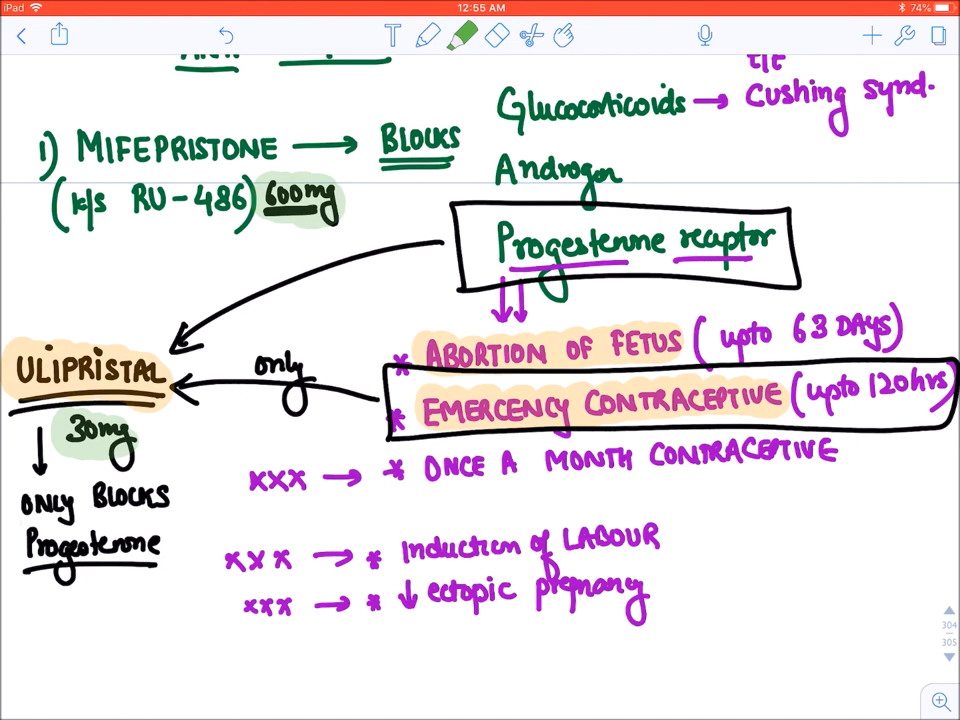 iPad 12:55 AM 74%
T
Glucocorticoids → Cushing synd.
1) MIFEPRISTONE → BLOCKS
Androgen
(k/s RU-486) 600mg
Progesterone receptor
* ABORTION OF FETUS (upto 63 DAYS)
ULIPRISTAL only
* EMERGENCY CONTRACEPTIVE (upto 120hrs)
30mg
xxx → * ONCE A MONTH CONTRACEPTIVE
ONLY BLOCKS
Progesterone
xxx → * Induction of LABOUR
xxx → * ↓ ectopic pregnancy
304
305